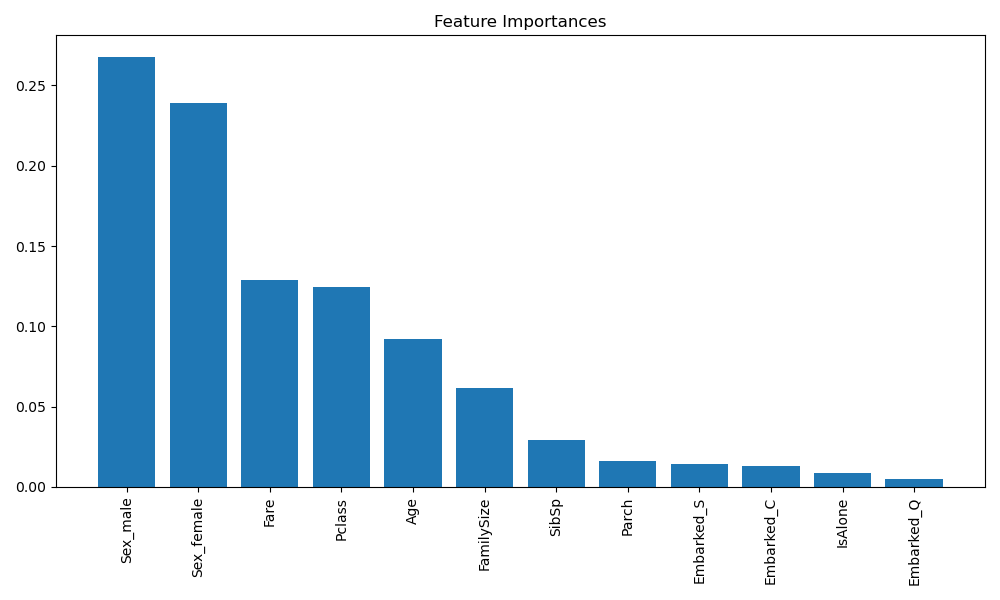 Feature Importances
0.25
0.20
0.15
0.10
0.05
0.00
Sex_male
Sex_female
Fare
Pclass
Age
FamilySize
SibSp
Parch
Embarked_S
Embarked_C
IsAlone
Embarked_Q